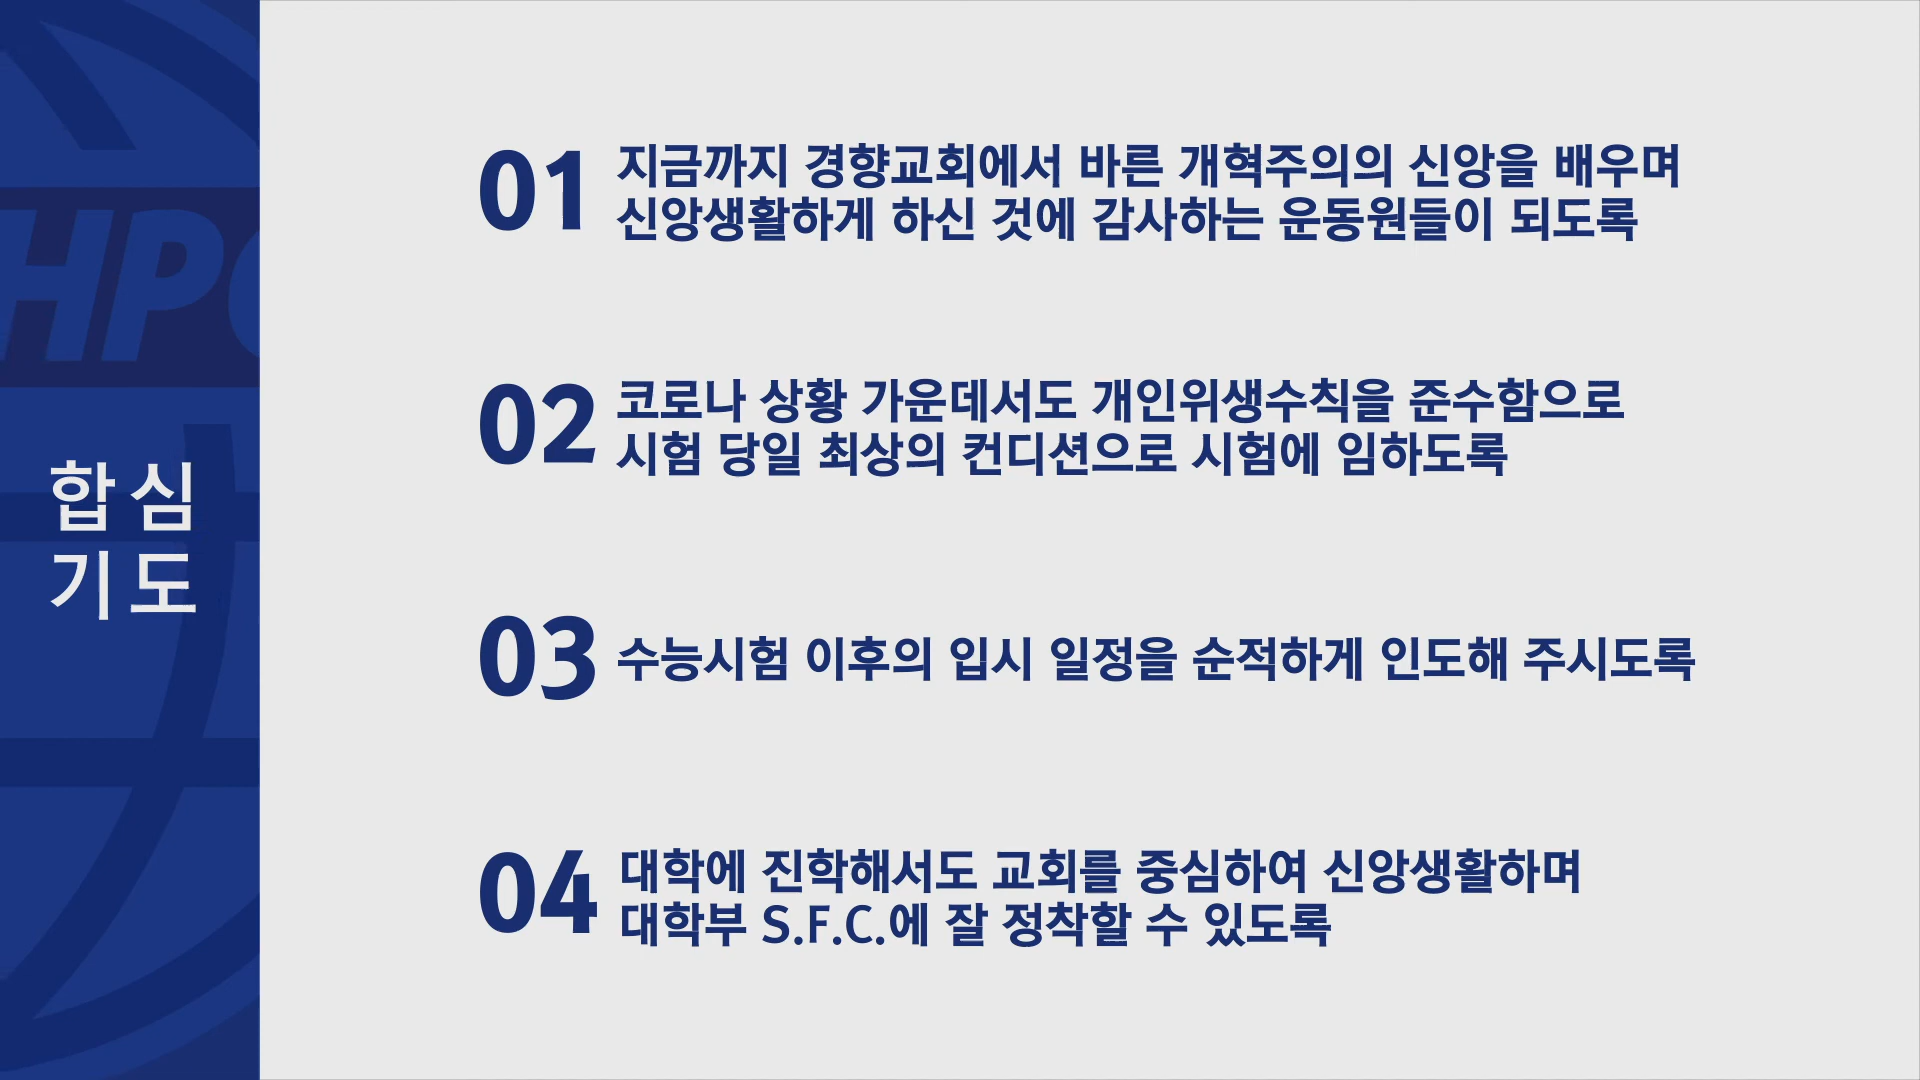 HPC
합심
기도
01
지금까지 경향교회에서 바른 개혁주의의 신앙을 배우며
신앙생활하게 하신 것에 감사하는 운동원들이 되도록
02
코로나 상황 가운데서도 개인위생수칙을 준수함으로
시험 당일 최상의 컨디션으로 시험에 임하도록
03
수능시험 이후의 입시 일정을 순적하게 인도해 주시도록
04
대학에 진학해서도 교회를 중심하여 신앙생활하며
대학부 S.F.C.에 잘 정착할 수 있도록